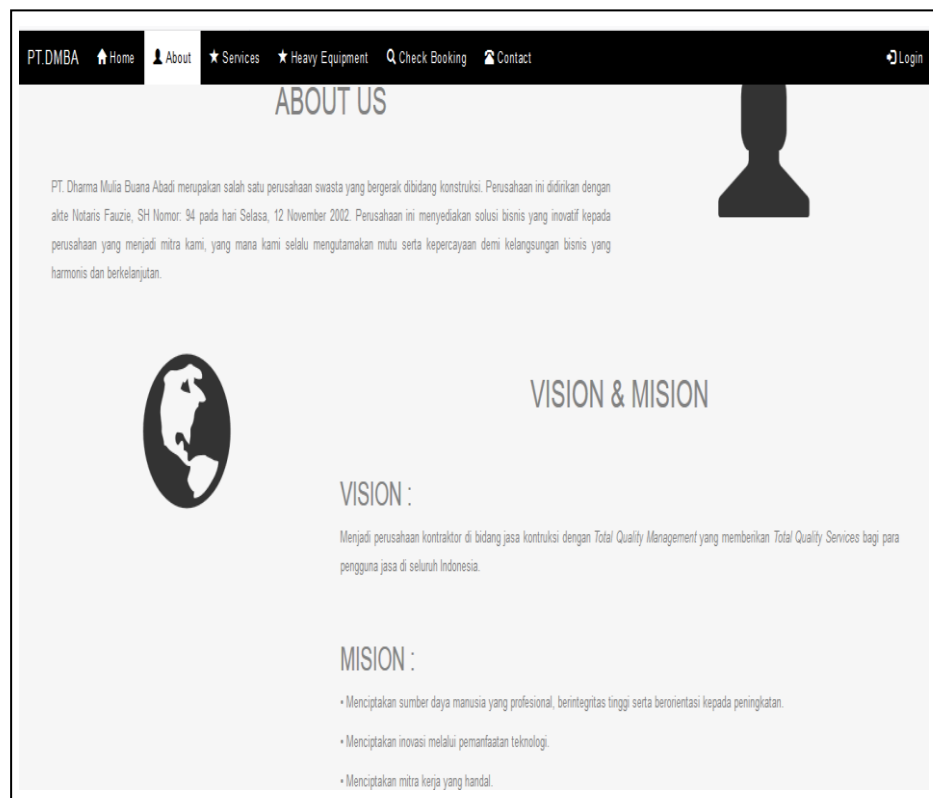 PT.DMBA Home About Services Heavy Equipment Check Booking Contact Login
ABOUT US
PT. Dharma Mulia Buana Abadi merupakan salah satu perusahaan swasta yang bergerak dibidang konstruksi. Perusahaan ini didirikan dengan
akte Notaris Fauzie, SH Nomor: 94 pada hari Selasa, 12 November 2002. Perusahaan ini menyediakan solusi bisnis yang inovatif kepada
perusahaan yang menjadi mitra kami, yang mana kami selalu mengutamakan mutu serta kepercayaan demi kelangsungan bisnis yang
harmonis dan berkelanjutan.
VISION & MISION
VISION :
Menjadi perusahaan kontraktor di bidang jasa kontruksi dengan Total Quality Management yang memberikan Total Quality Services bagi para
pengguna jasa di seluruh Indonesia.
MISION :
• Menciptakan sumber daya manusia yang profesional, berintegritas tinggi serta berorientasi kepada peningkatan.
• Menciptakan inovasi melalui pemanfaatan teknologi.
• Menciptakan mitra kerja yang handal.